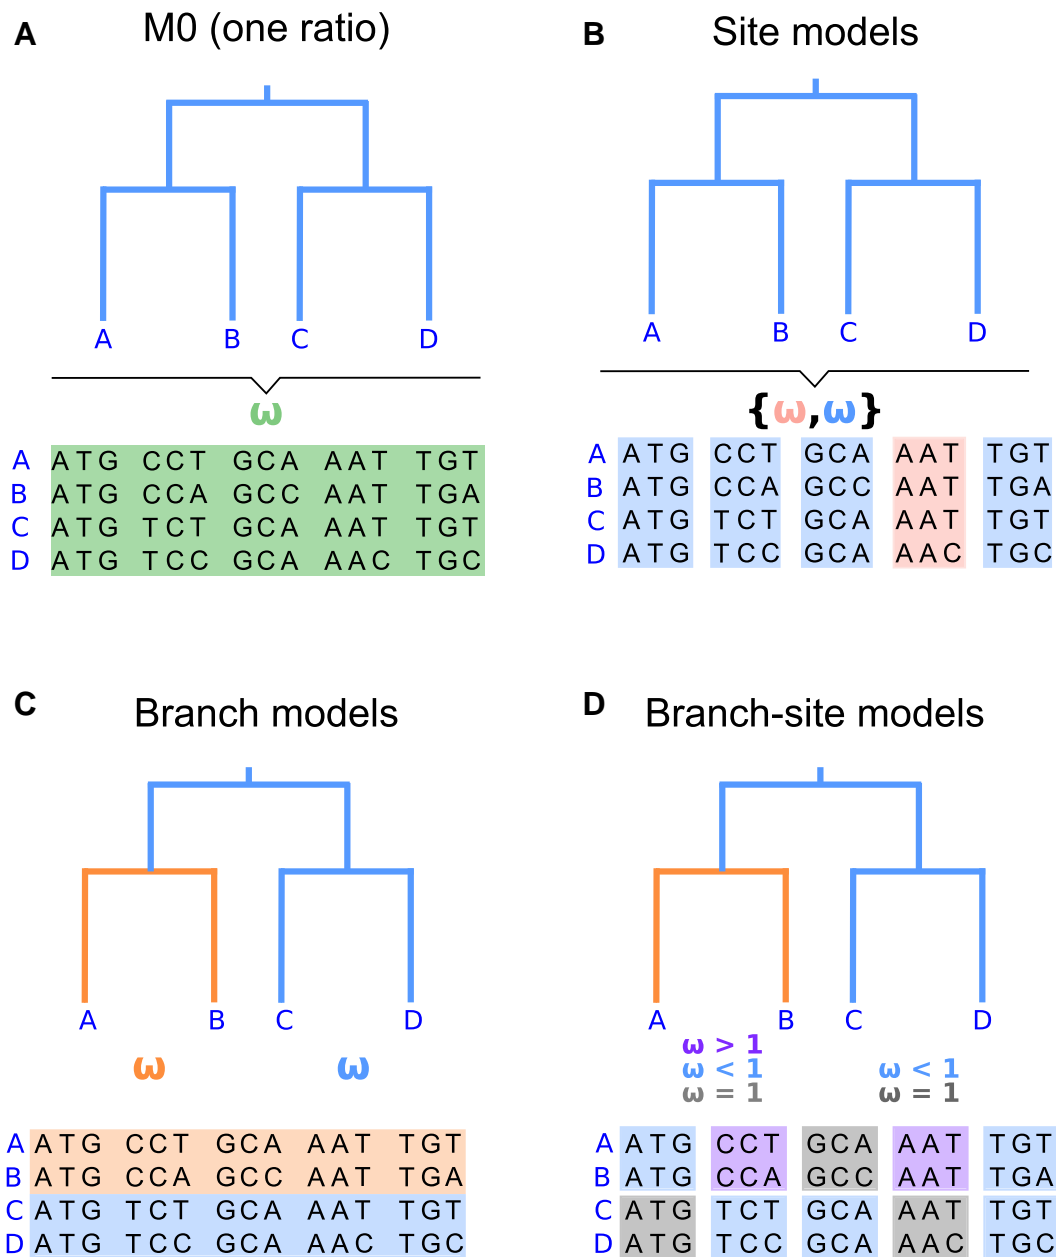 A
M0 (one ratio)
A B C D
ω
A ATG CCT GCA AAT TGT
B ATG CCA GCC AAT TGA
C ATG TCT GCA AAT TGT
D ATG TCC GCA AAC TGC
B
Site models
A B C D
{ω,ω}
A ATG CCT GCA AAT TGT
B ATG CCA GCC AAT TGA
C ATG TCT GCA AAT TGT
D ATG TCC GCA AAC TGC
C
Branch models
A B C D
ω ω
A ATG CCT GCA AAT TGT
B ATG CCA GCC AAT TGA
C ATG TCT GCA AAT TGT
D ATG TCC GCA AAC TGC
D
Branch-site models
A B C D
ω > 1
ω < 1 ω < 1
ω = 1 ω = 1
A ATG CCT GCA AAT TGT
B ATG CCA GCC AAT TGA
C ATG TCT GCA AAT TGT
D ATG TCC GCA AAC TGC